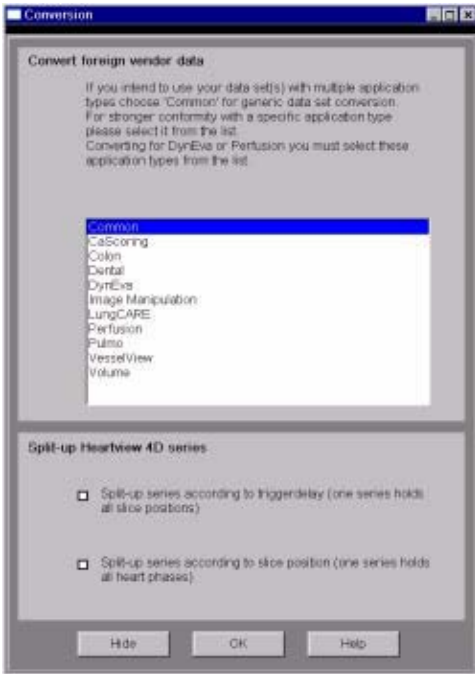 Conversion
Convert foreign vendor data
If you intend to use your data set(s) with multiple application
types choose 'Common' for generic data set conversion.
For stronger conformity with a specific application type
please select it from the list.
Converting for DynEva or Perfusion you must select these
application types from the list
Common
CaScoring
Colon
Dental
DynEva
Image Manipulation
LungCARE
Perfusion
Pulmo
VesselView
Volume
Split-up Heartview 4D series
Split-up series according to triggerdelay (one series holds
all slice positions)
Split-up series according to slice position (one series holds
all heart phases)
Hide OK Help